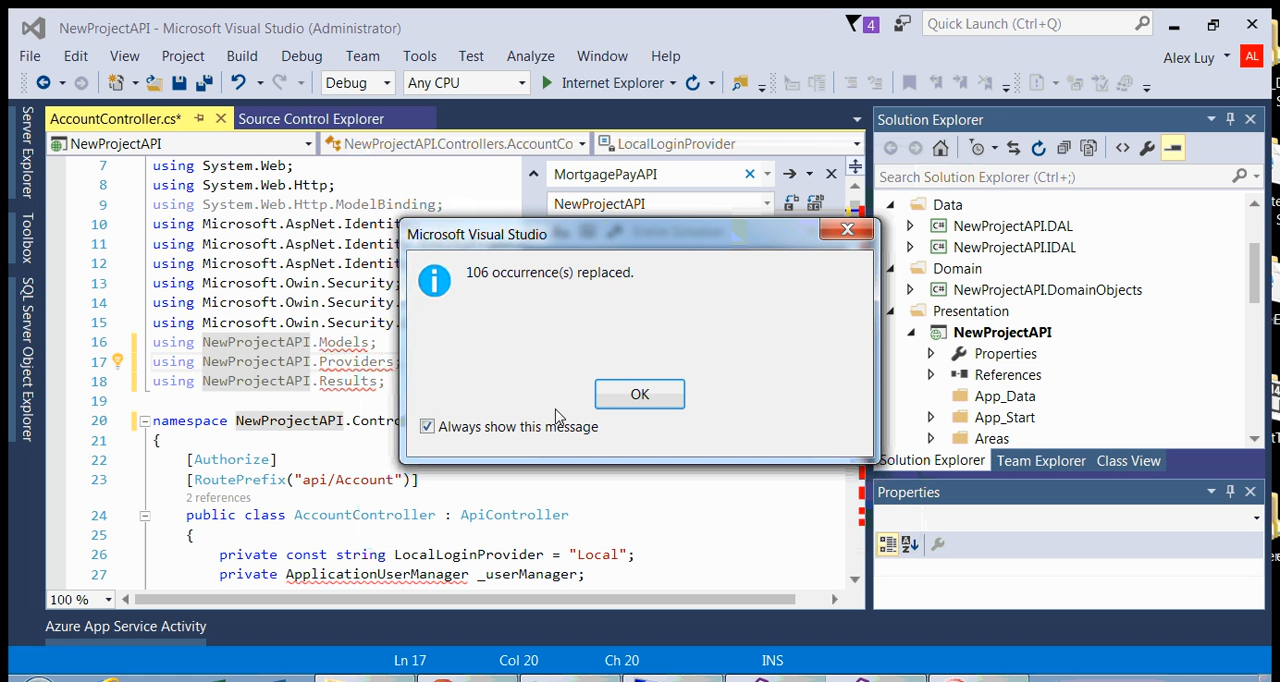 NewProjectAPI - Microsoft Visual Studio (Administrator)
4
Quick Launch (Ctrl+Q)
File Edit View Project Build Debug Team Tools Test Analyze Window Help
Alex Luy
AL
Debug
Any CPU
Internet Explorer
Server Explorer
Toolbox
SQL Server Object Explorer
AccountController.cs*
Source Control Explorer
NewProjectAPI
NewProjectAPI.Controllers.AccountCo
LocalLoginProvider
MortgagePayAPI
NewProjectAPI
7 using System.Web;
8 using System.Web.Http;
9 using System.Web.Http.ModelBinding;
10 using Microsoft.AspNet.Identi
11 using Microsoft.AspNet.Identi
12 using Microsoft.AspNet.Identi
13 using Microsoft.Owin.Security;
14 using Microsoft.Owin.Security.
15 using Microsoft.Owin.Security.
16 using NewProjectAPI.Models;
17 using NewProjectAPI.Providers;
18 using NewProjectAPI.Results;
19
20 namespace NewProjectAPI.Contro
21 {
22 [Authorize]
23 [RoutePrefix("api/Account")]
2 references
24 public class AccountController : ApiController
25 {
26 private const string LocalLoginProvider = "Local";
27 private ApplicationUserManager _userManager;
100 %
Microsoft Visual Studio
106 occurrence(s) replaced.
OK
Always show this message
Solution Explorer
Search Solution Explorer (Ctrl+;)
Data
C# NewProjectAPI.DAL
C# NewProjectAPI.IDAL
Domain
C# NewProjectAPI.DomainObjects
Presentation
NewProjectAPI
Properties
References
App_Data
App_Start
Areas
Solution Explorer Team Explorer Class View
Properties
Azure App Service Activity
Ln 17 Col 20 Ch 20 INS